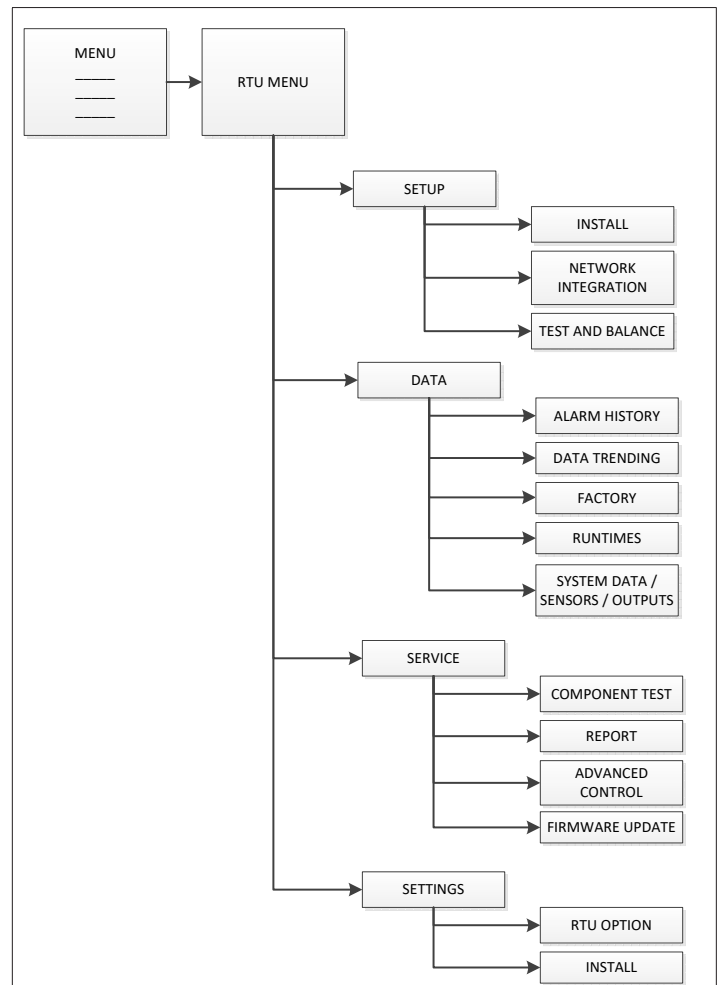 MENU
RTU MENU
SETUP
INSTALL
NETWORK
INTEGRATION
TEST AND BALANCE
DATA
ALARM HISTORY
DATA TRENDING
FACTORY
RUNTIMES
SYSTEM DATA /
SENSORS / OUTPUTS
SERVICE
COMPONENT TEST
REPORT
ADVANCED
CONTROL
FIRMWARE UPDATE
SETTINGS
RTU OPTION
INSTALL